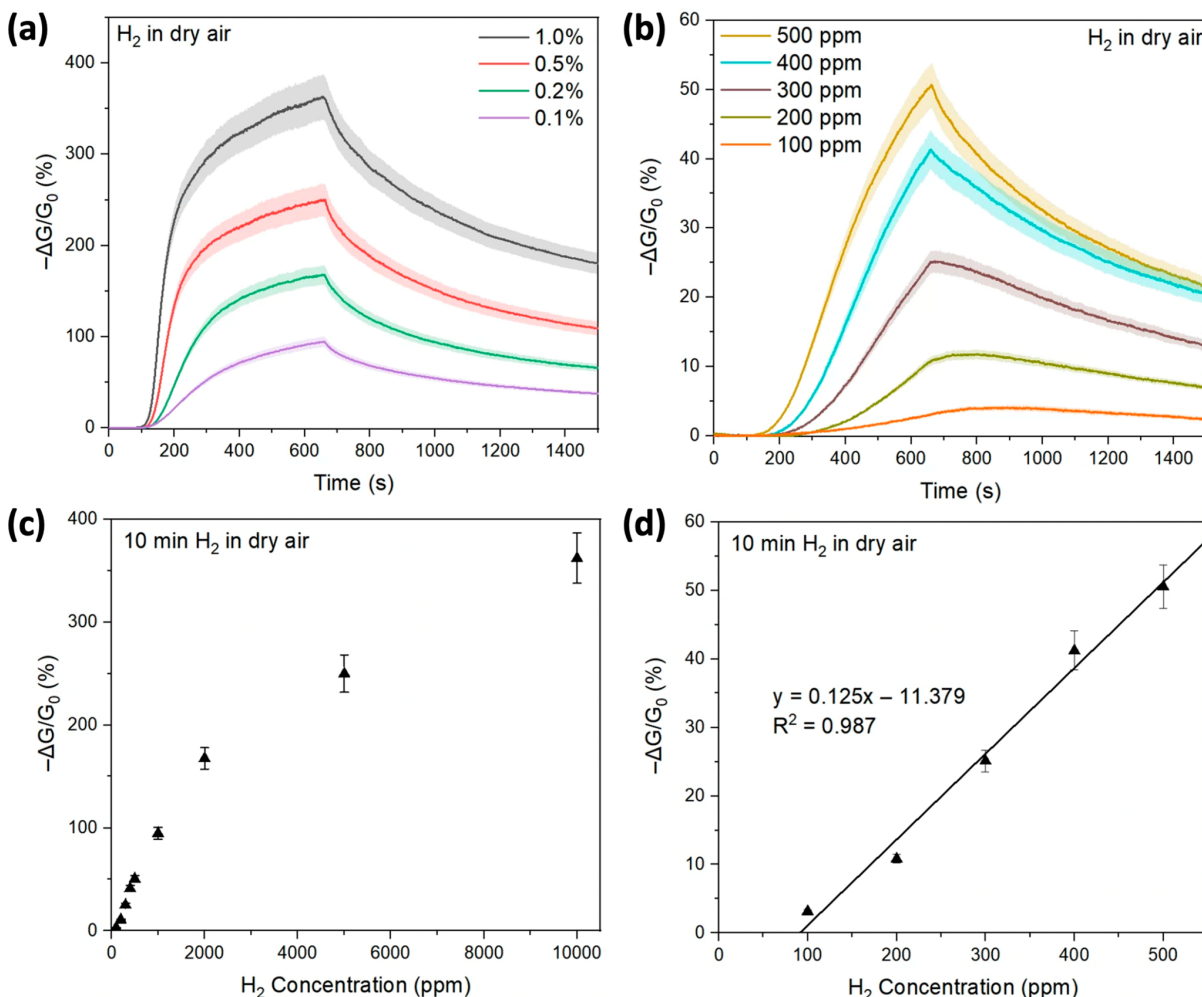 (a)
H₂ in dry air
1.0%
0.5%
0.2%
0.1%
400
300
200
100
0
−ΔG/G₀ (%)
0 200 400 600 800 1000 1200 1400
Time (s)
(b)
500 ppm
400 ppm
300 ppm
200 ppm
100 ppm
H₂ in dry air
60
50
40
30
20
10
0
−ΔG/G₀ (%)
0 200 400 600 800 1000 1200 1400
Time (s)
(c)
10 min H₂ in dry air
400
300
200
100
0
−ΔG/G₀ (%)
0 2000 4000 6000 8000 10000
H₂ Concentration (ppm)
(d)
10 min H₂ in dry air
y = 0.125x − 11.379
R² = 0.987
60
50
40
30
20
10
0
−ΔG/G₀ (%)
0 100 200 300 400 500
H₂ Concentration (ppm)